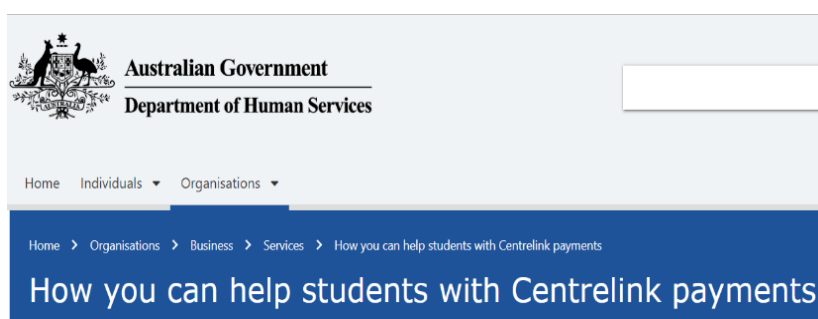 Australian Government
Department of Human Services
Home Individuals Organisations
Home > Organisations > Business > Services > How you can help students with Centrelink payments
How you can help students with Centrelink payments